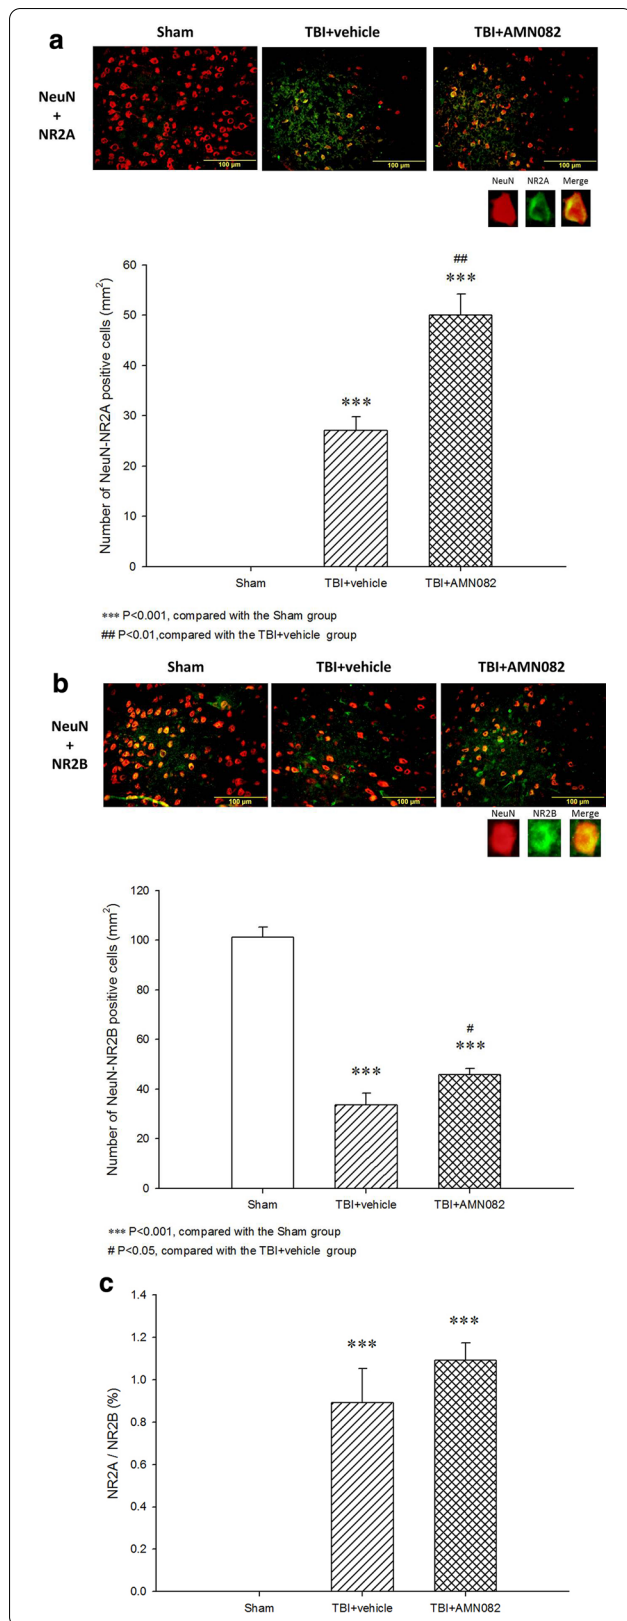 a
Sham TBI+vehicle TBI+AMN082
NeuN
+
NR2A
100 μm 100 μm 100 μm
NeuN NR2A Merge
Number of NeuN-NR2A positive cells (mm²)
60
50
40
30
20
10
0
##
***
***
Sham TBI+vehicle TBI+AMN082
*** P<0.001, compared with the Sham group
## P<0.01,compared with the TBI+vehicle group
b
Sham TBI+vehicle TBI+AMN082
NeuN
+
NR2B
100 μm 100 μm 100 μm
NeuN NR2B Merge
Number of NeuN-NR2B positive cells (mm²)
120
100
80
60
40
20
0
#
***
***
Sham TBI+vehicle TBI+AMN082
*** P<0.001, compared with the Sham group
# P<0.05, compared with the TBI+vehicle group
c
NR2A / NR2B (%)
1.4
1.2
1.0
0.8
0.6
0.4
0.2
0.0
***
***
Sham TBI+vehicle TBI+AMN082